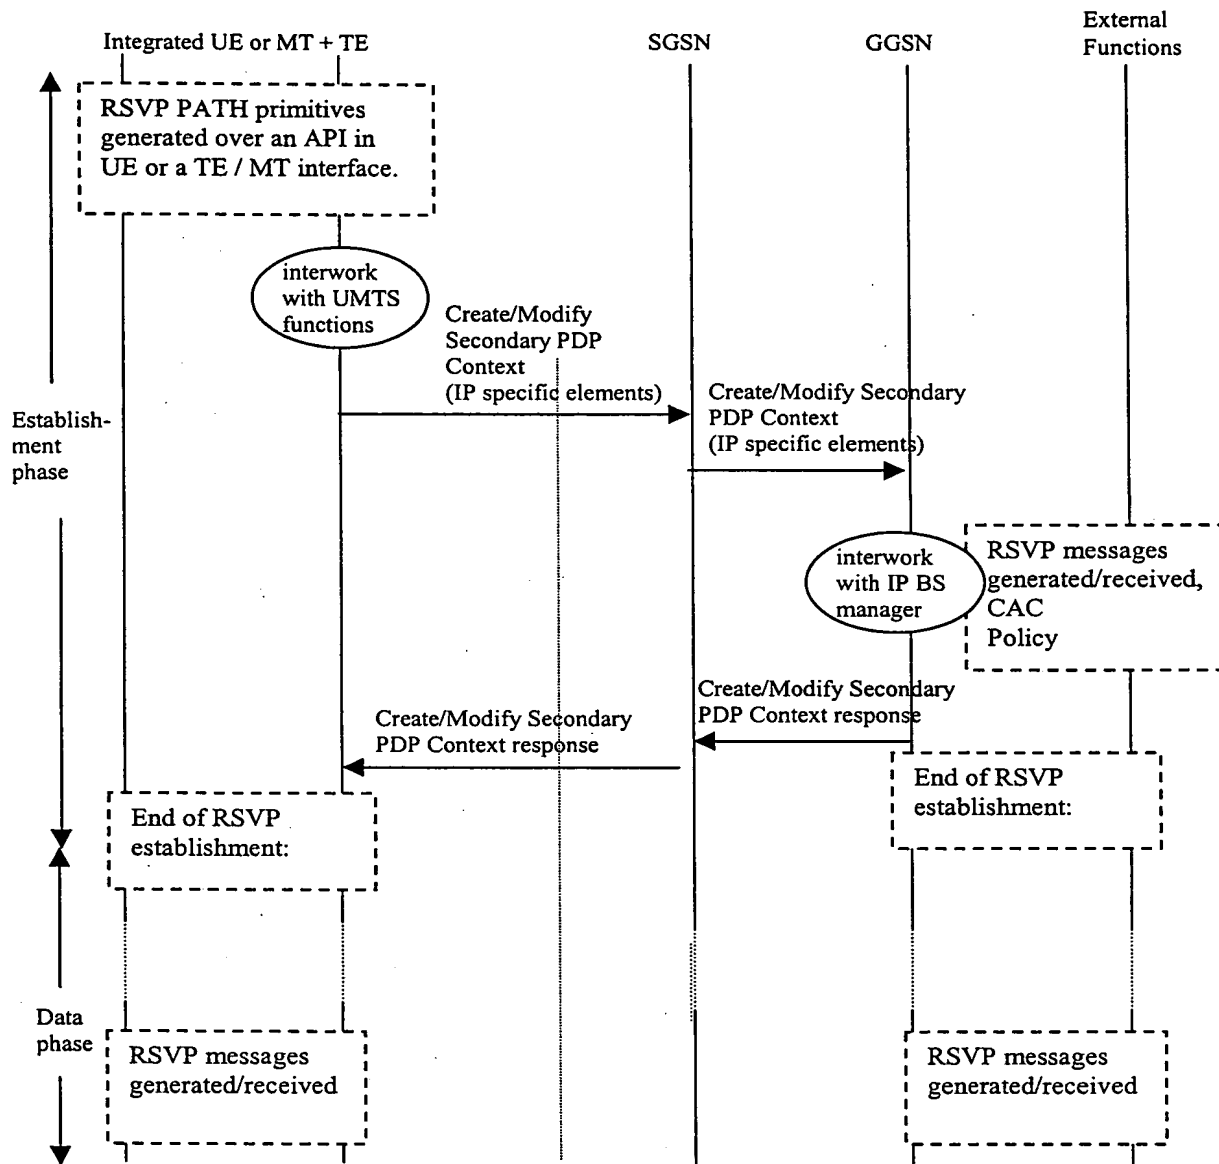 External
Functions
Integrated UE or MT + TE
SGSN
GGSN
RSVP PATH primitives
generated over an API in
UE or a TE / MT interface.
interwork
with UMTS
functions
Create/Modify
Secondary PDP
Context
(IP specific elements)
Create/Modify Secondary
PDP Context
(IP specific elements)
Establish-
ment
phase
interwork
with IP BS
manager
RSVP messages
generated/received,
CAC
Policy
Create/Modify Secondary
PDP Context response
Create/Modify Secondary
PDP Context response
End of RSVP
establishment:
End of RSVP
establishment:
Data
phase
RSVP messages
generated/received
RSVP messages
generated/received